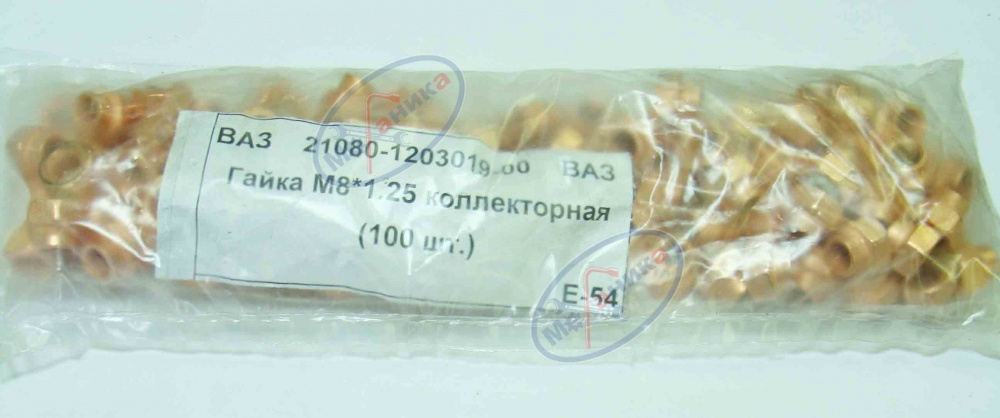 ВАЗ 21080-1203019-00 ВАЗ
Гайка М8*1.25 коллекторная
(100 шт.)
Е-54